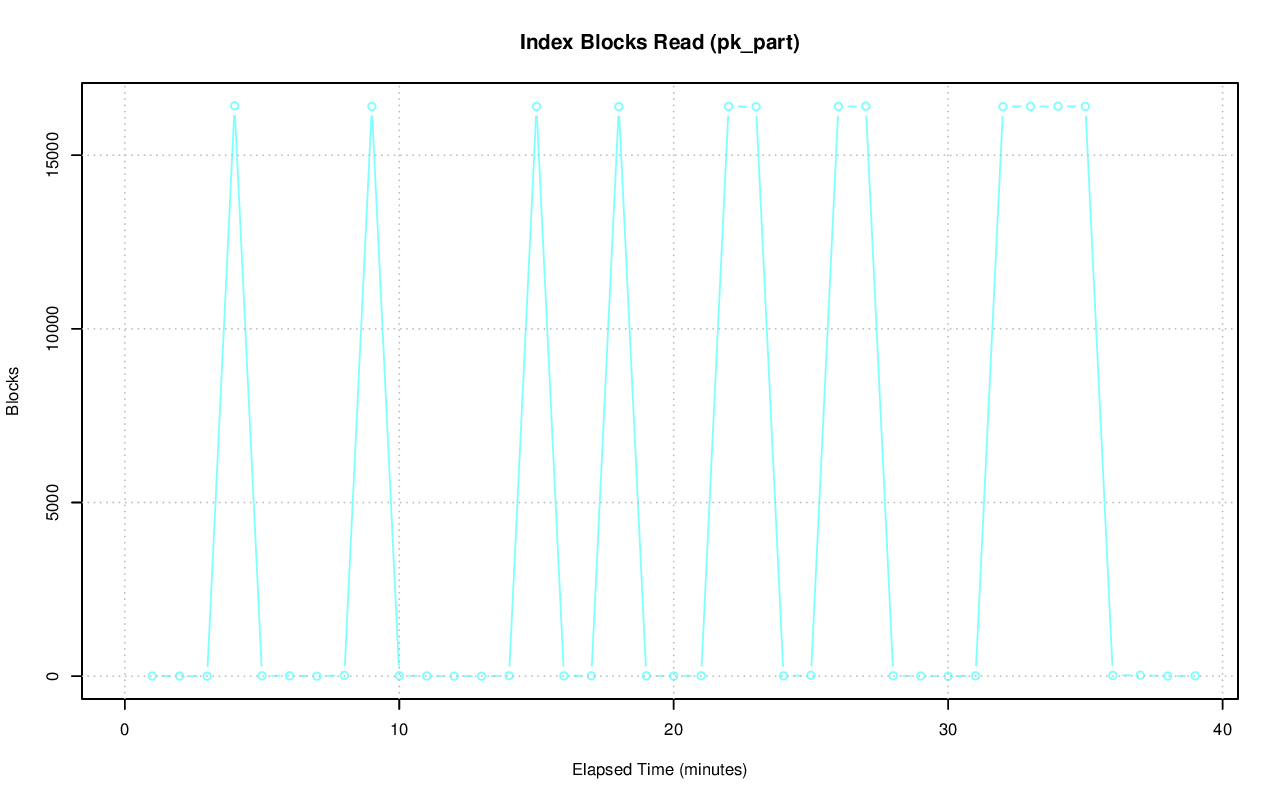 Index Blocks Read (pk_part)
Blocks
15000
10000
5000
0
0 10 20 30 40
Elapsed Time (minutes)